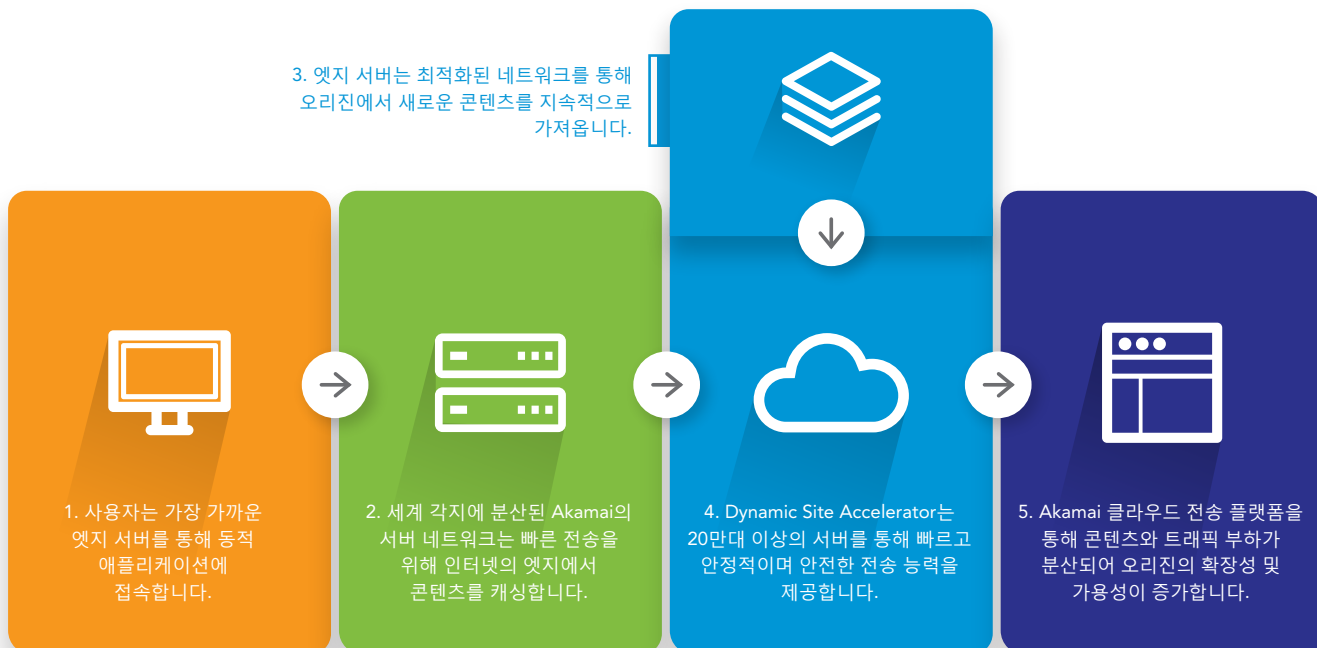 3. 엣지 서버는 최적화된 네트워크를 통해
오리진에서 새로운 콘텐츠를 지속적으로
가져옵니다.
1. 사용자는 가장 가까운
엣지 서버를 통해 동적
애플리케이션에
접속합니다.
2. 세계 각지에 분산된 Akamai의
서버 네트워크는 빠른 전송을
위해 인터넷의 엣지에서
콘텐츠를 캐싱합니다.
4. Dynamic Site Accelerator는
20만대 이상의 서버를 통해 빠르고
안정적이며 안전한 전송 능력을
제공합니다.
5. Akamai 클라우드 전송 플랫폼을
통해 콘텐츠와 트래픽 부하가
분산되어 오리진의 확장성 및
가용성이 증가합니다.